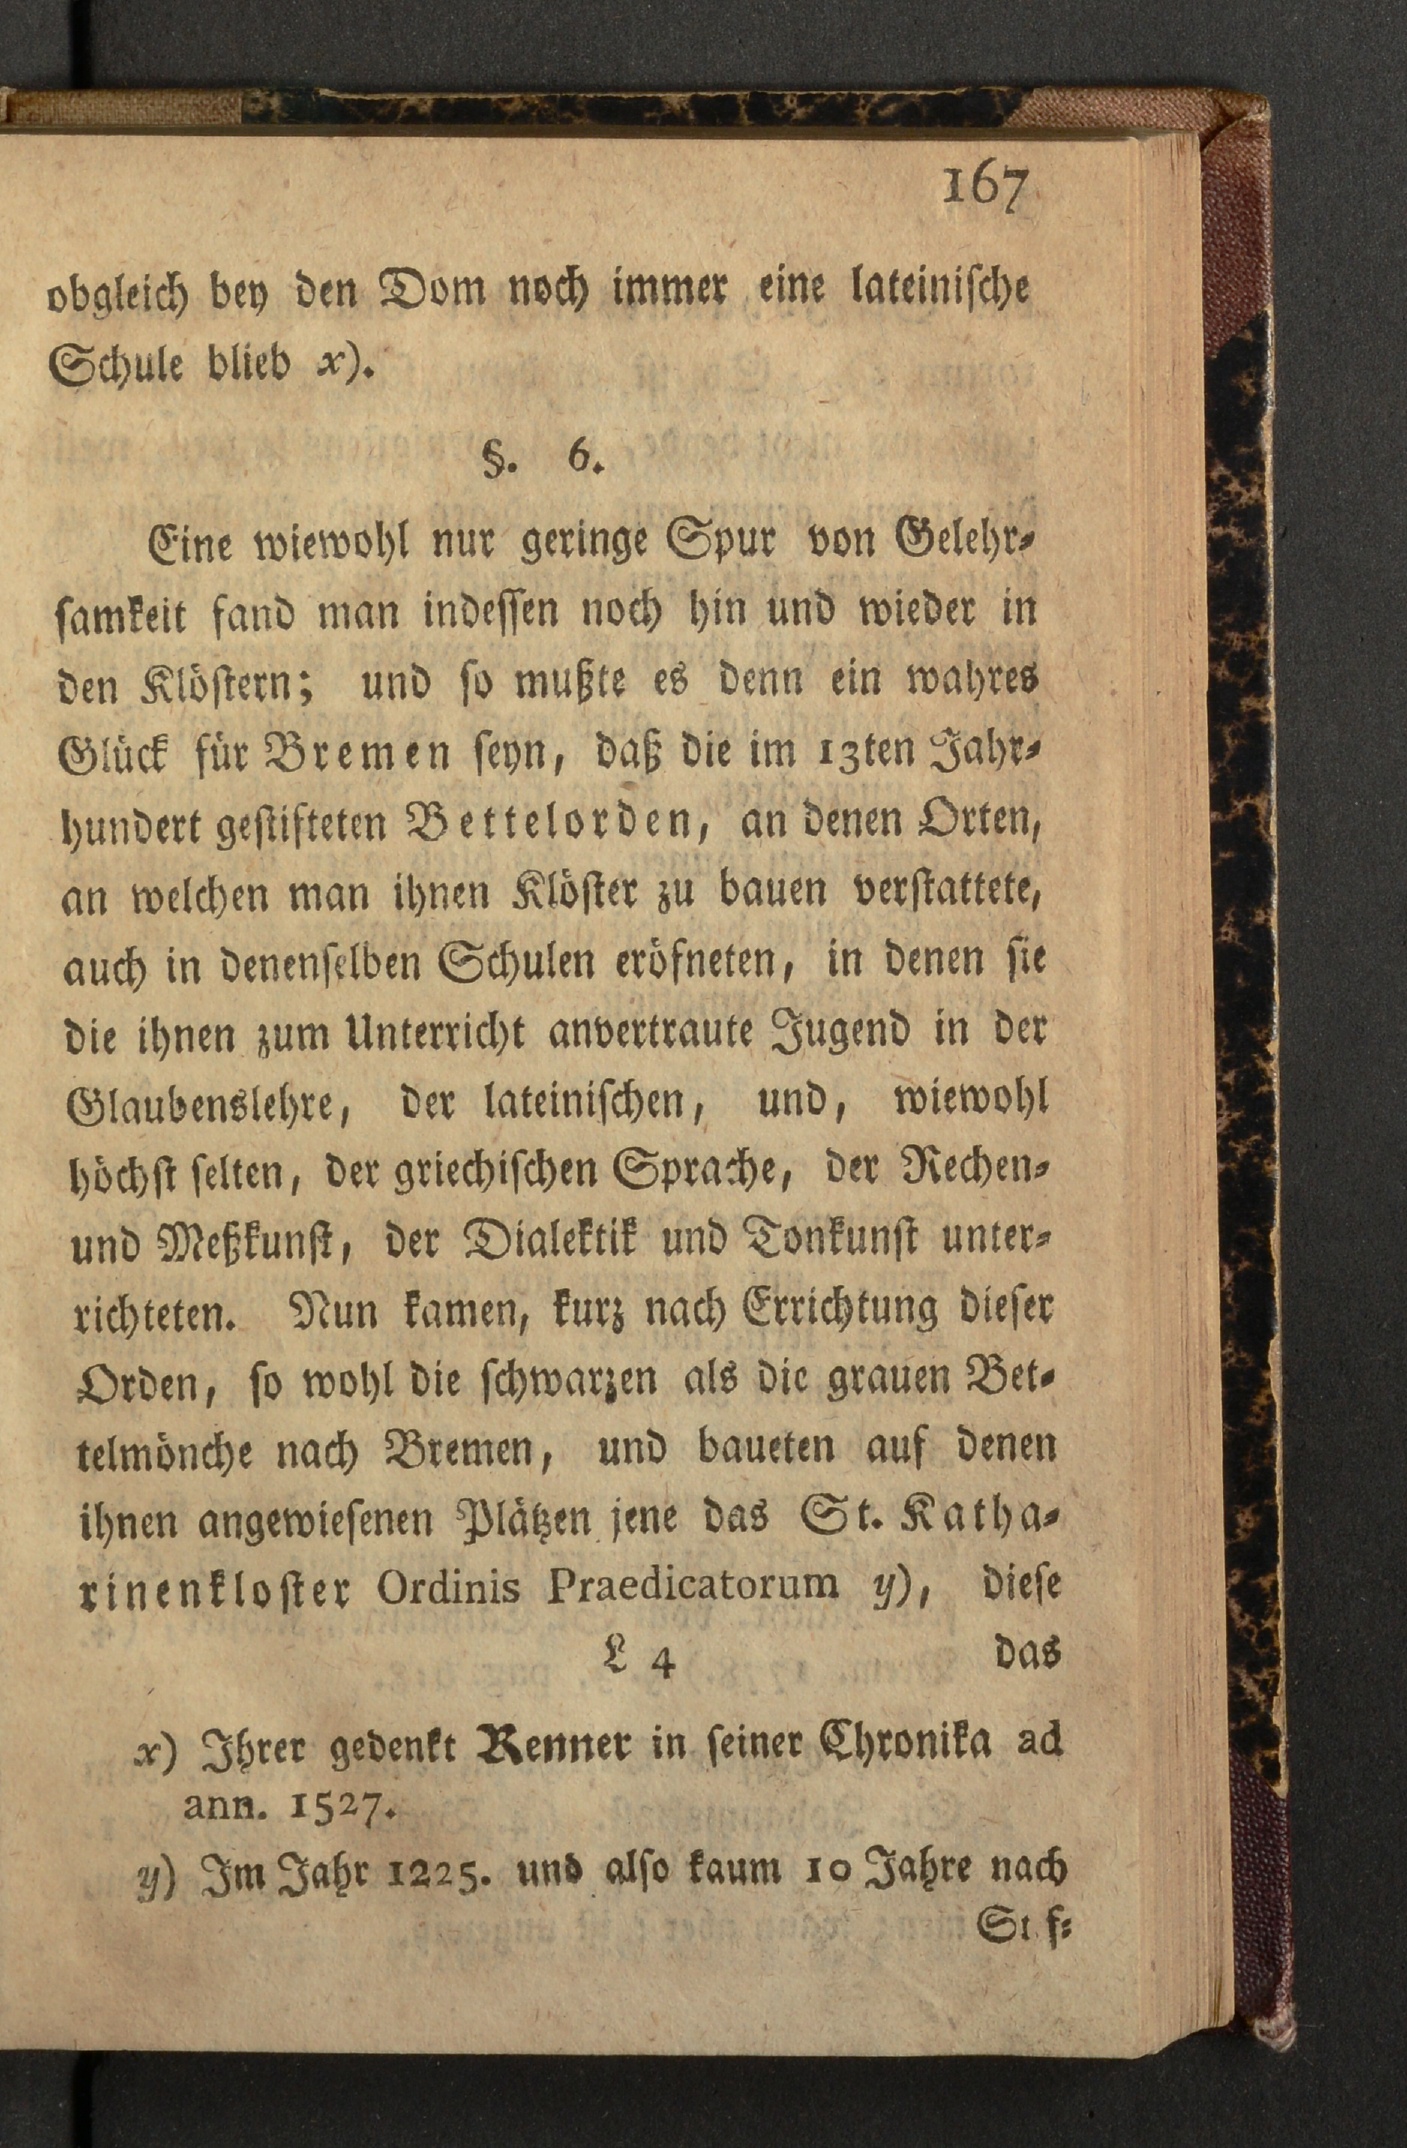 167
obgleich bey den Dom noch immer eine lateinische
Schule blieb x).
§. 6.
Eine wiewohl nur geringe Spur von Gelehr-
samkeit fand man indessen noch hin und wieder in
den Klöstern; und so mußte es denn ein wahres
Glück für Bremen seyn, daß die im 13ten Jahr-
hundert gestifteten Bettelorden, an denen Orten,
an welchen man ihnen Klöster zu bauen verstattete,
auch in denenselben Schulen eröfneten, in denen sie
die ihnen zum Unterricht anvertraute Jugend in der
Glaubenslehre, der lateinischen, und, wiewohl
höchst selten, der griechischen Sprache, der Rechen-
und Meßkunst, der Dialektik und Tonkunst unter-
richteten. Nun kamen, kurz nach Errichtung dieser
Orden, so wohl die schwarzen als die grauen Bet-
telmönche nach Bremen, und baueten auf denen
ihnen angewiesenen Plätzen jene das St. Katha-
rinenkloster Ordinis Praedicatorum y), diese
L 4 das
x) Ihrer gedenkt Renner in seiner Chronika ad
ann. 1527.
y) Im Jahr 1225. und also kaum 10 Jahre nach